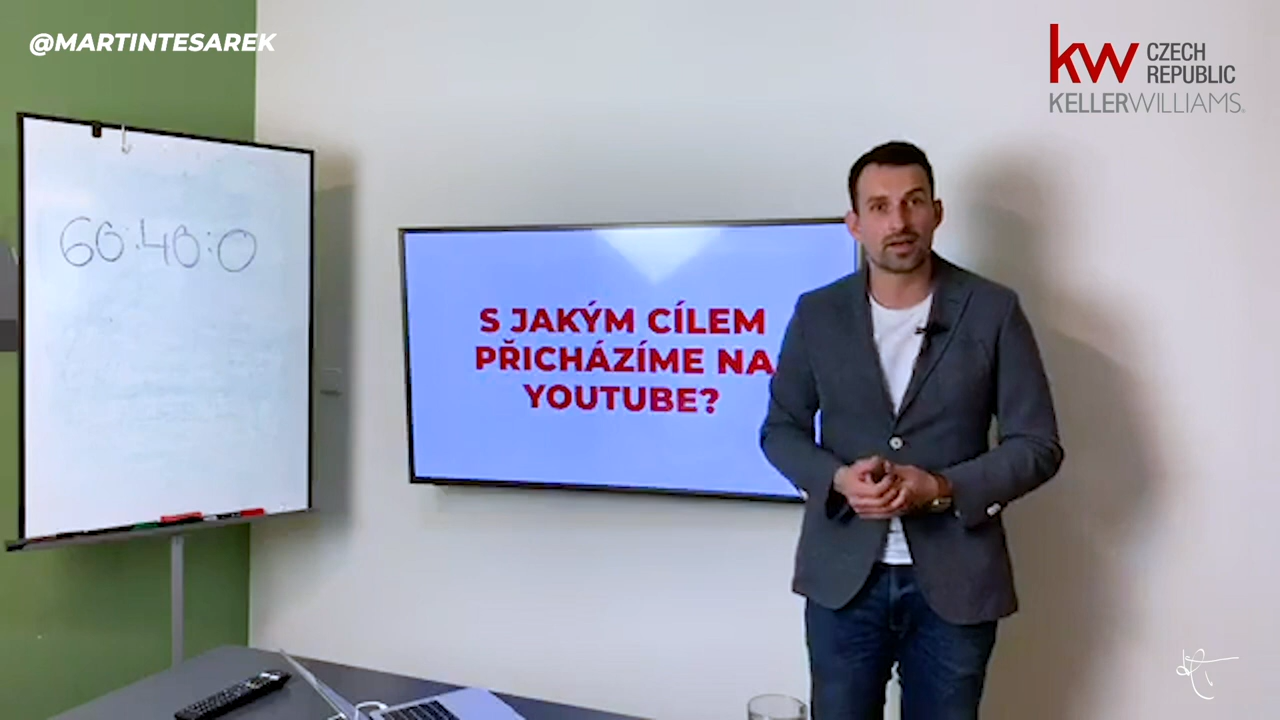 @MARTINTESAREK
kw CZECH
REPUBLIC
KELLERWILLIAMS.
60:40:0
S JAKÝM CÍLEM
PŘICHÁZÍME NA
YOUTUBE?